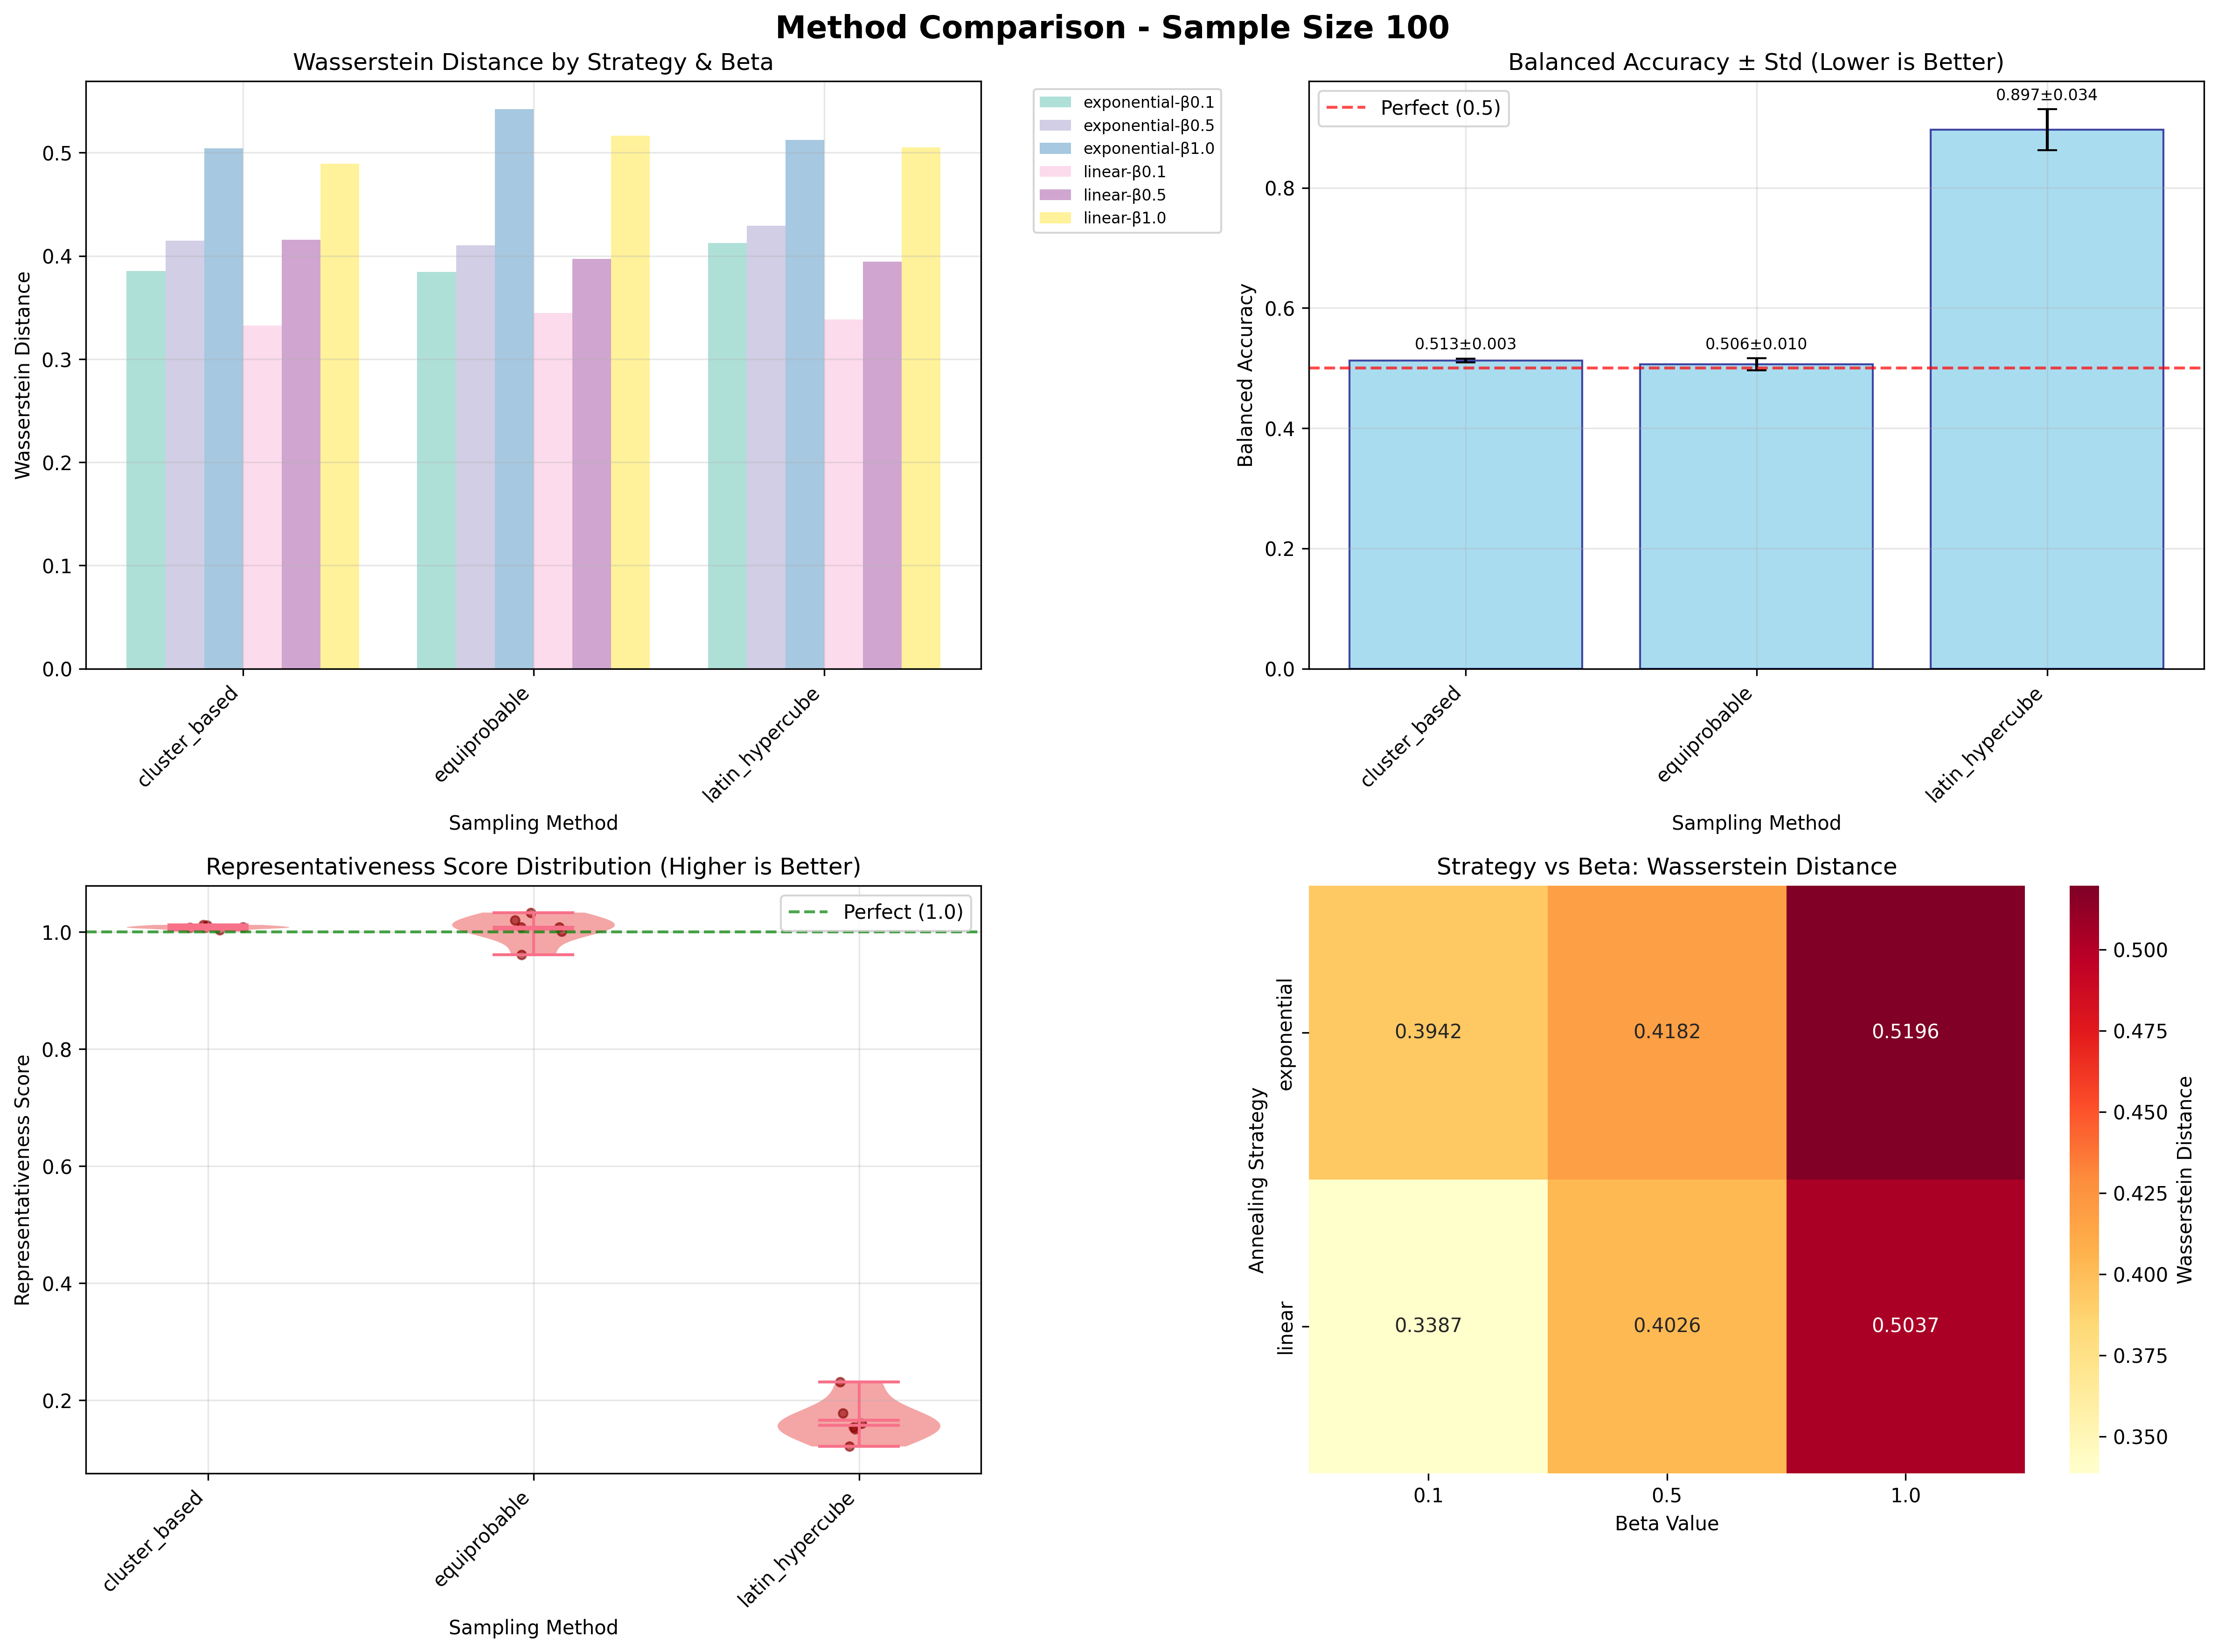 Method Comparison - Sample Size 100
Wasserstein Distance by Strategy & Beta
Wasserstein Distance
0.5
0.4
0.3
0.2
0.1
0.0
cluster_based
equiprobable
latin_hypercube
Sampling Method
exponential-β0.1
exponential-β0.5
exponential-β1.0
linear-β0.1
linear-β0.5
linear-β1.0
Balanced Accuracy ± Std (Lower is Better)
Perfect (0.5)
Balanced Accuracy
0.8
0.6
0.4
0.2
0.0
0.513±0.003
0.506±0.010
0.897±0.034
cluster_based
equiprobable
latin_hypercube
Sampling Method
Representativeness Score Distribution (Higher is Better)
Perfect (1.0)
Representativeness Score
1.0
0.8
0.6
0.4
0.2
cluster_based
equiprobable
latin_hypercube
Sampling Method
Strategy vs Beta: Wasserstein Distance
Annealing Strategy
exponential
linear
0.3942
0.4182
0.5196
0.3387
0.4026
0.5037
0.1
0.5
1.0
Beta Value
0.500
0.475
0.450
0.425
0.400
0.375
0.350
Wasserstein Distance